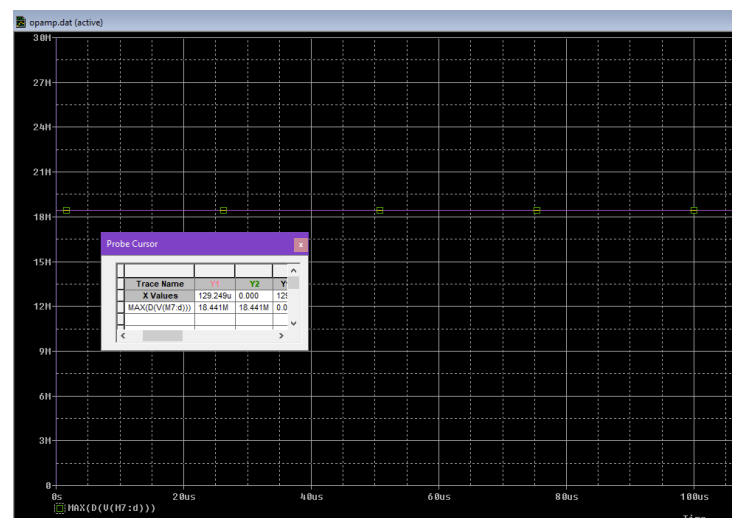 opamp.dat (active)
30M
27M
24M
21M
18M
Probe Cursor
x
15M
Trace Name Y1 Y2
X Values 129.249u 0.000
12M
MAX(D(V(M7:d))) 18.441M 18.441M
9M
6M
3M
0
0s 20us 40us 60us 80us 100us
MAX(D(V(M7:d)))